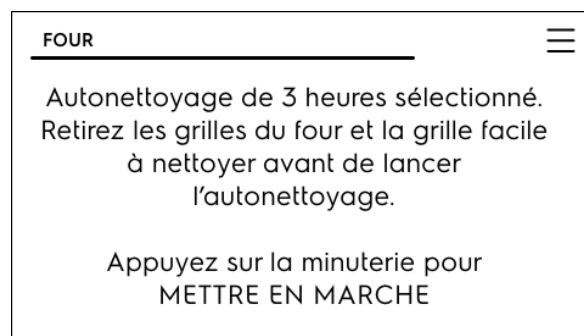 FOUR
Autonettoyage de 3 heures sélectionné.
Retirez les grilles du four et la grille facile
à nettoyer avant de lancer
l’autonettoyage.
Appuyez sur la minuterie pour
METTRE EN MARCHE